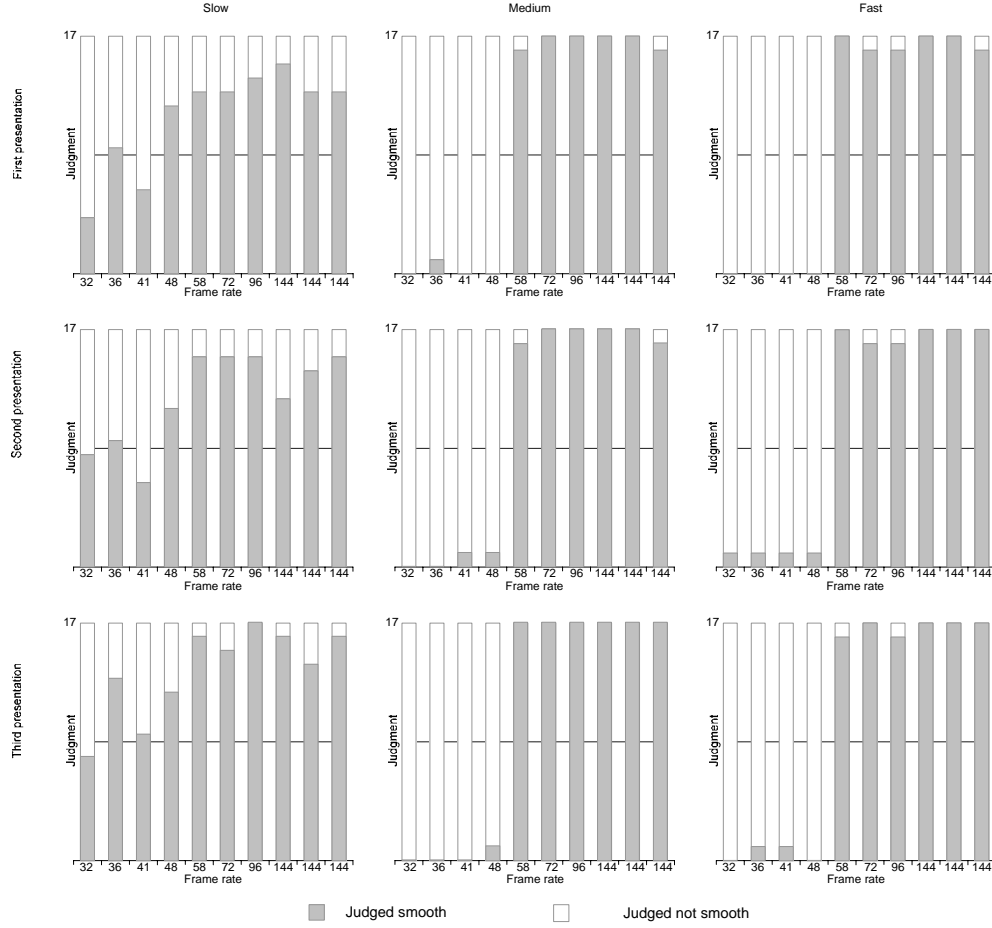 Slow Medium Fast
First presentation
17 17 17
Judgment Judgment Judgment
32 36 41 48 58 72 96 144 144 144 32 36 41 48 58 72 96 144 144 144 32 36 41 48 58 72 96 144 144 144
Frame rate Frame rate Frame rate
Second presentation
17 17 17
Judgment Judgment Judgment
32 36 41 48 58 72 96 144 144 144 32 36 41 48 58 72 96 144 144 144 32 36 41 48 58 72 96 144 144 144
Frame rate Frame rate Frame rate
Third presentation
17 17 17
Judgment Judgment Judgment
32 36 41 48 58 72 96 144 144 144 32 36 41 48 58 72 96 144 144 144 32 36 41 48 58 72 96 144 144 144
Frame rate Frame rate Frame rate
Judged smooth Judged not smooth